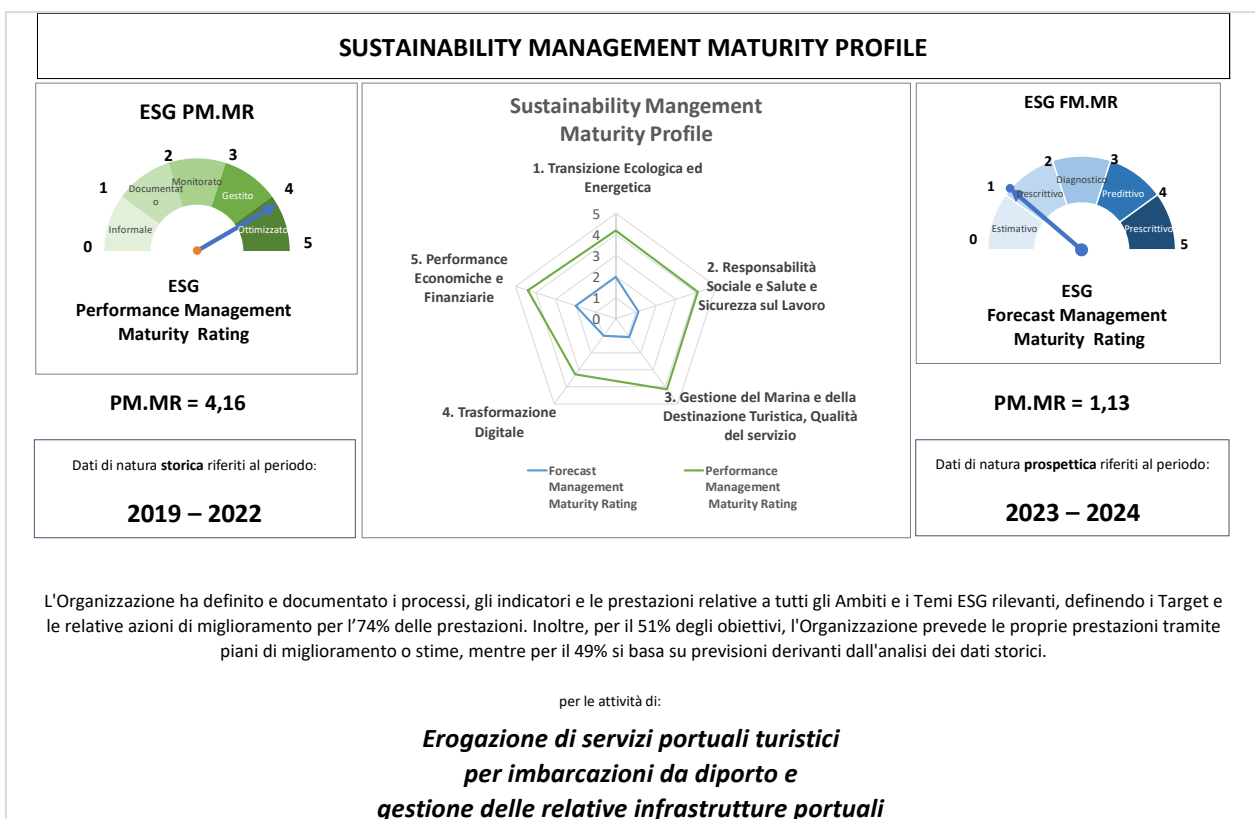 SUSTAINABILITY MANAGEMENT MATURITY PROFILE
ESG PM.MR
0
1
2
3
4
5
Informale
Documentat
o
Monitorato
Gestito
Ottimizzato
ESG
Performance Management
Maturity Rating
PM.MR = 4,16
Dati di natura storica riferiti al periodo:
2019 – 2022
Sustainability Mangement
Maturity Profile
1. Transizione Ecologica ed
Energetica
5
4
3
2
1
0
2. Responsabilità
Sociale e Salute e
Sicurezza sul Lavoro
3. Gestione del Marina e della
Destinazione Turistica, Qualità
del servizio
4. Trasformazione
Digitale
5. Performance
Economiche e
Finanziarie
Forecast
Management
Maturity Rating
Performance
Management
Maturity Rating
ESG FM.MR
0
1
2
3
4
5
Estimativo
Descrittivo
Diagnostico
Predittivo
Prescrittivo
ESG
Forecast Management
Maturity Rating
PM.MR = 1,13
Dati di natura prospettica riferiti al periodo:
2023 – 2024
L'Organizzazione ha definito e documentato i processi, gli indicatori e le prestazioni relative a tutti gli Ambiti e i Temi ESG rilevanti, definendo i Target e
le relative azioni di miglioramento per l'74% delle prestazioni. Inoltre, per il 51% degli obiettivi, l'Organizzazione prevede le proprie prestazioni tramite
piani di miglioramento o stime, mentre per il 49% si basa su previsioni derivanti dall'analisi dei dati storici.
per le attività di:
Erogazione di servizi portuali turistici
per imbarcazioni da diporto e
gestione delle relative infrastrutture portuali